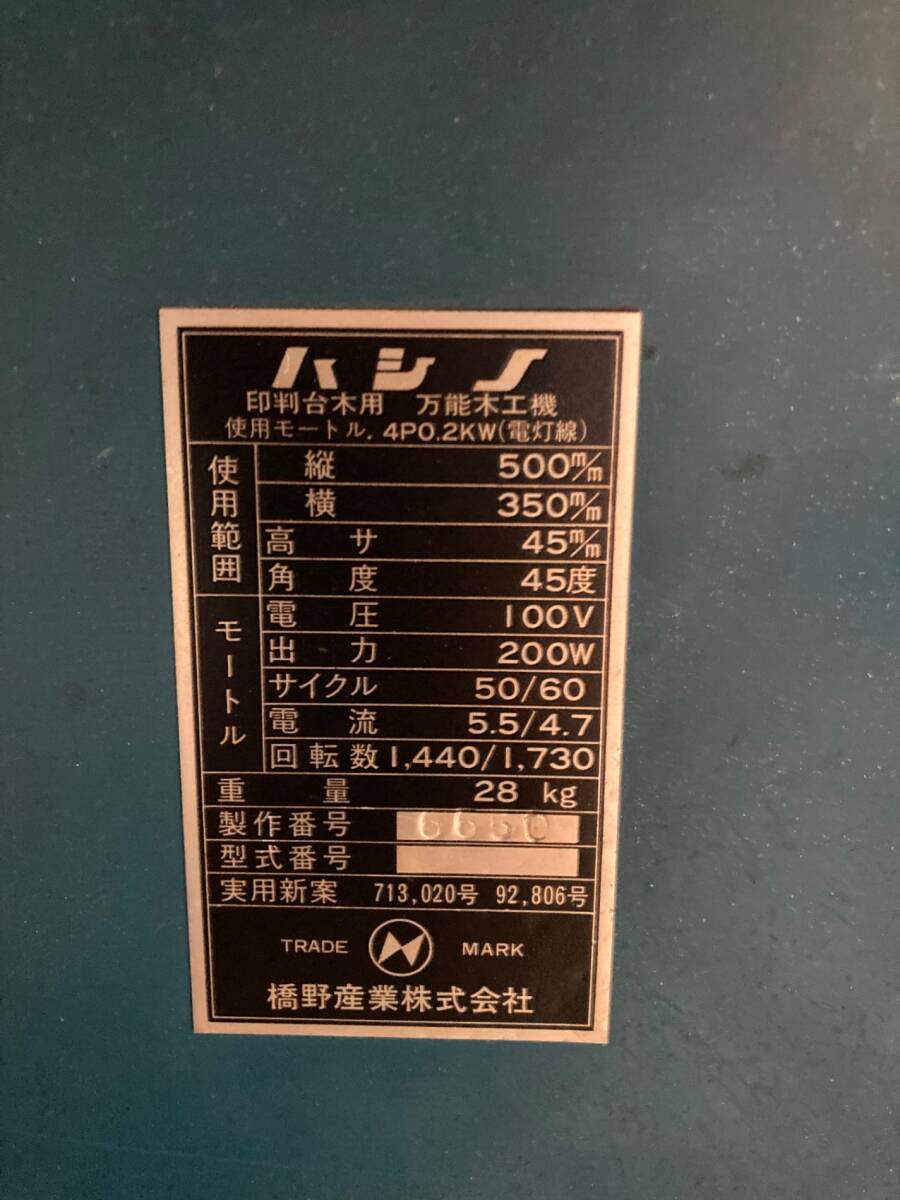 ハシノ
印判台木用 万能木工機
使用モートル. 4P0.2KW(電灯線)
使用範囲
縦 500m/m
横 350m/m
高サ 45m/m
角度 45度
モートル
電圧 100V
出力 200W
サイクル 50/60
電流 5.5/4.7
回転数 1,440/1,730
重量 28 kg
製作番号 6650
型式番号
実用新案 713,020号 92,806号
TRADE MARK
橋野産業株式会社